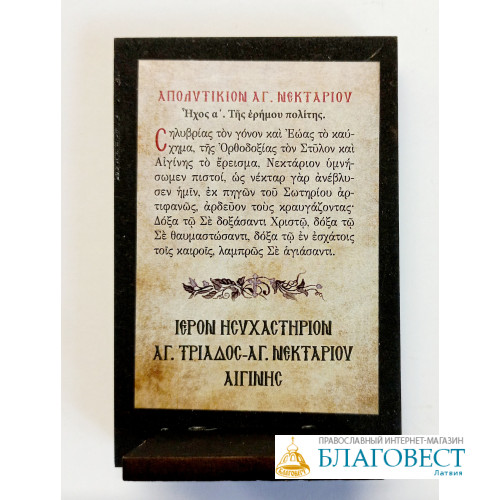 ΑΠΟΛΥΤΙΚΙΟΝ ΑΓ. ΝΕΚΤΑΡΙΟΥ
Ἦχος α΄. Τῆς ἐρήμου πολίτης.
Σηλυβρίας τὸν γόνον καὶ Ἐώας τὸ καύ-
χημα, τῆς Ὀρθοδοξίας τὸν Στῦλον καὶ
Αἰγίνης τὸ ἔρεισμα, Νεκτάριον ὑμνή-
σωμεν πιστοί, ὡς νέκταρ γὰρ ἀνέβλυ-
σεν ἡμῖν, ἐκ πηγῶν τοῦ Σωτηρίου ἀρ-
τιφανῶς, ἀρδεῦον τοὺς κραυγάζοντας·
Δόξα τῷ Σὲ δοξάσαντι Χριστῷ, δόξα τῷ
Σὲ θαυμαστώσαντι, δόξα τῷ ἐν ἐσχάτοις
τοῖς καιροῖς, λαμπρῶς Σὲ ἁγιάσαντι.
ΙΕΡΟΝ ΗΣΥΧΑΣΤΗΡΙΟΝ
ΑΓ. ΤΡΙΑΔΟΣ-ΑΓ. ΝΕΚΤΑΡΙΟΥ
ΑΙΓΙΝΗΣ
ПРАВОСЛАВНЫЙ ИНТЕРНЕТ-МАГАЗИН
БЛАГОВЕСТ
Латвия